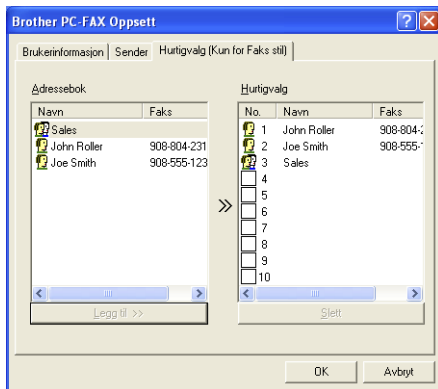 Brother PC-FAX Oppsett
Brukerinformasjon Sender Hurtigvalg (Kun for Faks stil)
Adressebok
Navn Faks
Sales
John Roller 908-804-231
Joe Smith 908-555-123
Legg til >>
Hurtigvalg
No. Navn Faks
1 John Roller 908-804-2
2 Joe Smith 908-555-
3 Sales
4
5
6
7
8
9
10
Slett
OK Avbryt